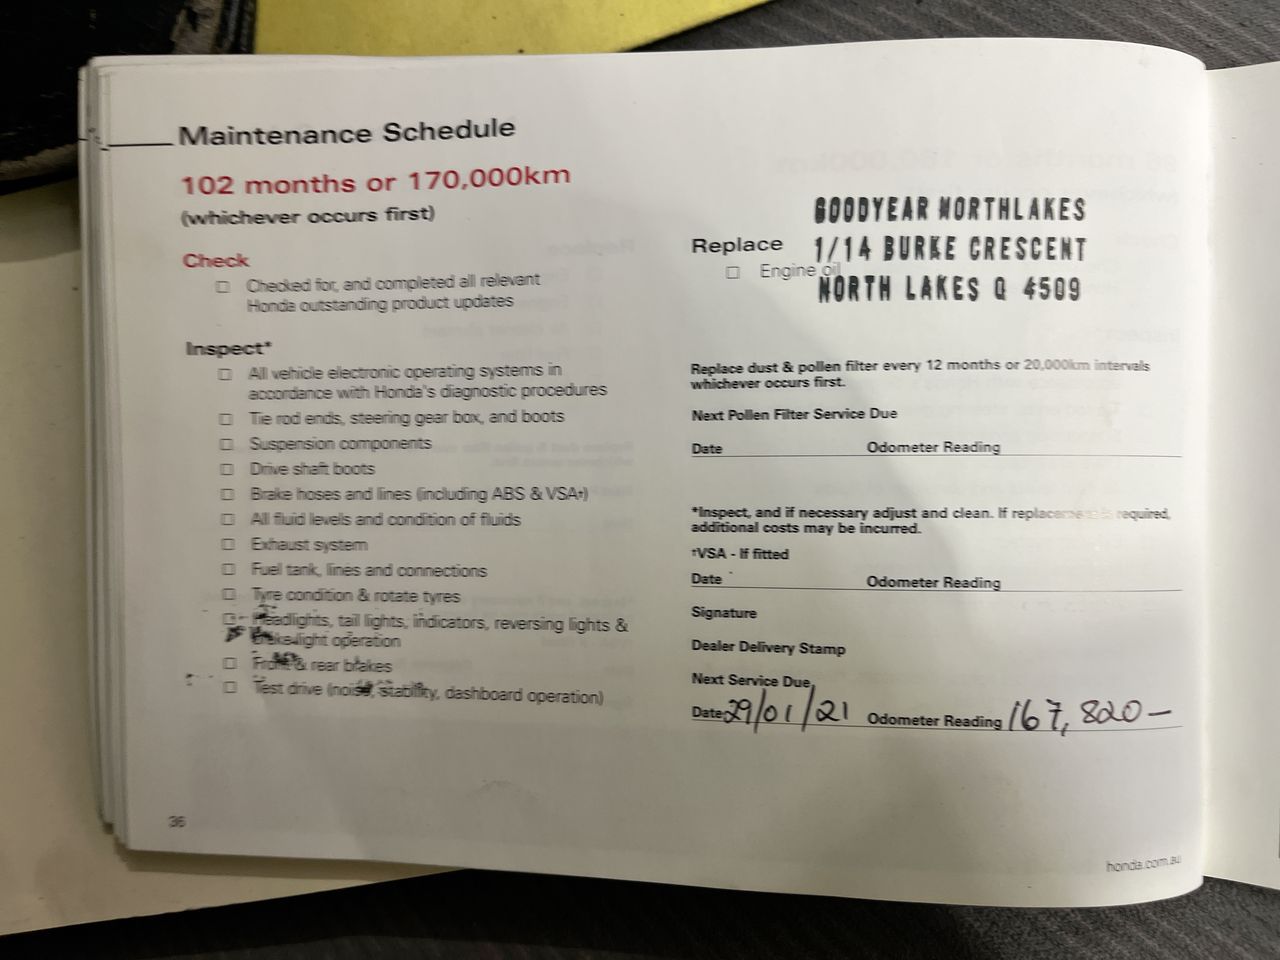 Maintenance Schedule
102 months or 170,000km
(whichever occurs first)
Check
☐ Checked for, and completed all relevant
Honda outstanding product updates
Inspect*
☐ All vehicle electronic operating systems in
accordance with Honda's diagnostic procedures
☐ Tie rod ends, steering gear box, and boots
☐ Suspension components
☐ Drive shaft boots
☐ Brake hoses and lines (including ABS & VSA†)
☐ All fluid levels and condition of fluids
☐ Exhaust system
☐ Fuel tank, lines and connections
☐ Tyre condition & rotate tyres
☐ Headlights, tail lights, indicators, reversing lights &
brake light operation
☐ Front & rear brakes
☐ Test drive (noise, stability, dashboard operation)
36
GOODYEAR NORTHLAKES
1/14 BURKE CRESCENT
NORTH LAKES Q 4509
Replace
☐ Engine oil
Replace dust & pollen filter every 12 months or 20,000km intervals
whichever occurs first.
Next Pollen Filter Service Due
Date Odometer Reading
*Inspect, and if necessary adjust and clean. If replacement is required,
additional costs may be incurred.
†VSA - If fitted
Date Odometer Reading
Signature
Dealer Delivery Stamp
Next Service Due
Date 29/01/21 Odometer Reading 167,820-
honda.com.au